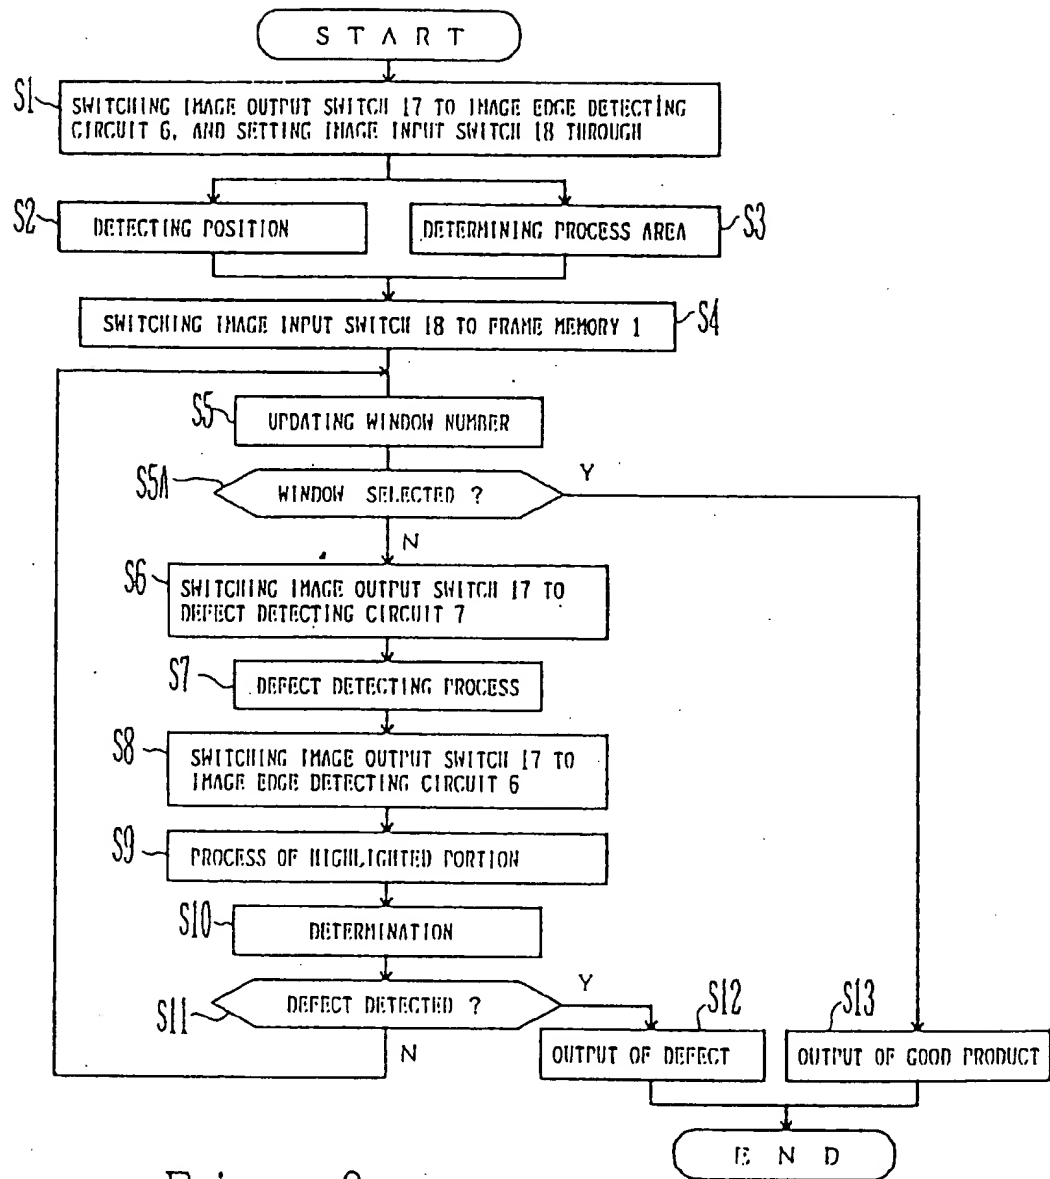 START
S1
SWITCHING IMAGE OUTPUT SWITCH 17 TO IMAGE EDGE DETECTING
CIRCUIT 6, AND SETTING IMAGE INPUT SWITCH 18 THROUGH
S2
DETECTING POSITION
DETERMINING PROCESS AREA
S3
SWITCHING IMAGE INPUT SWITCH 18 TO FRAME MEMORY 1
S4
S5
UPDATING WINDOW NUMBER
S5A
WINDOW SELECTED ?
Y
N
S6
SWITCHING IMAGE OUTPUT SWITCH 17 TO
DEFECT DETECTING CIRCUIT 7
S7
DEFECT DETECTING PROCESS
S8
SWITCHING IMAGE OUTPUT SWITCH 17 TO
IMAGE EDGE DETECTING CIRCUIT 6
S9
PROCESS OF HIGHLIGHTED PORTION
S10
DETERMINATION
S11
DEFECT DETECTED ?
Y
N
S12
OUTPUT OF DEFECT
S13
OUTPUT OF GOOD PRODUCT
END